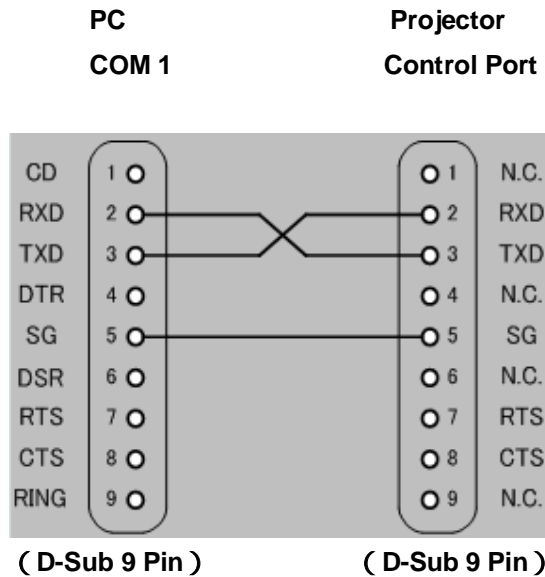 PC Projector
COM 1 Control Port
CD 1 1 N.C.
RXD 2 2 RXD
TXD 3 3 TXD
DTR 4 4 N.C.
SG 5 5 SG
DSR 6 6 N.C.
RTS 7 7 RTS
CTS 8 8 CTS
RING 9 9 N.C.
( D-Sub 9 Pin ) ( D-Sub 9 Pin )